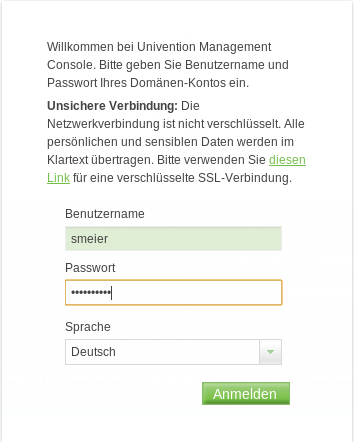 Willkommen bei Univention Management
Console. Bitte geben Sie Benutzername und
Passwort Ihres Domänen-Kontos ein.
Unsichere Verbindung: Die
Netzwerkverbindung ist nicht verschlüsselt. Alle
persönlichen und sensiblen Daten werden im
Klartext übertragen. Bitte verwenden Sie diesen
Link für eine verschlüsselte SSL-Verbindung.
Benutzername
smeier
Passwort
••••••••••
Sprache
Deutsch
Anmelden